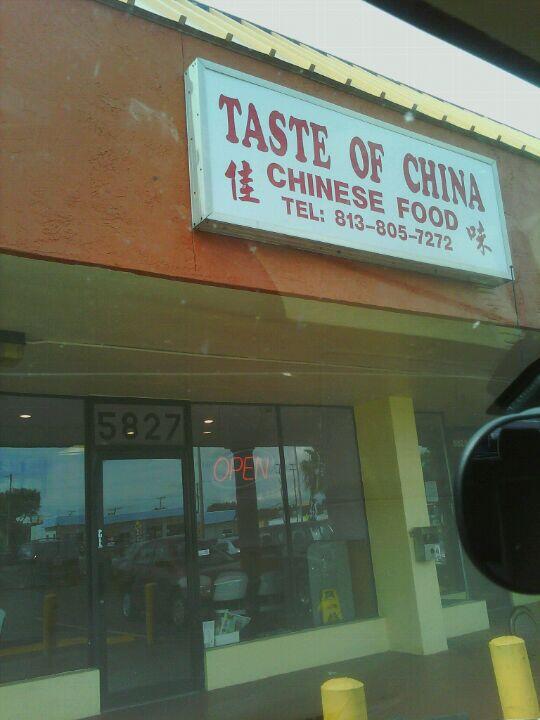 TASTE OF CHINA
佳 CHINESE FOOD 味
TEL: 813-805-7272
5827
OPEN